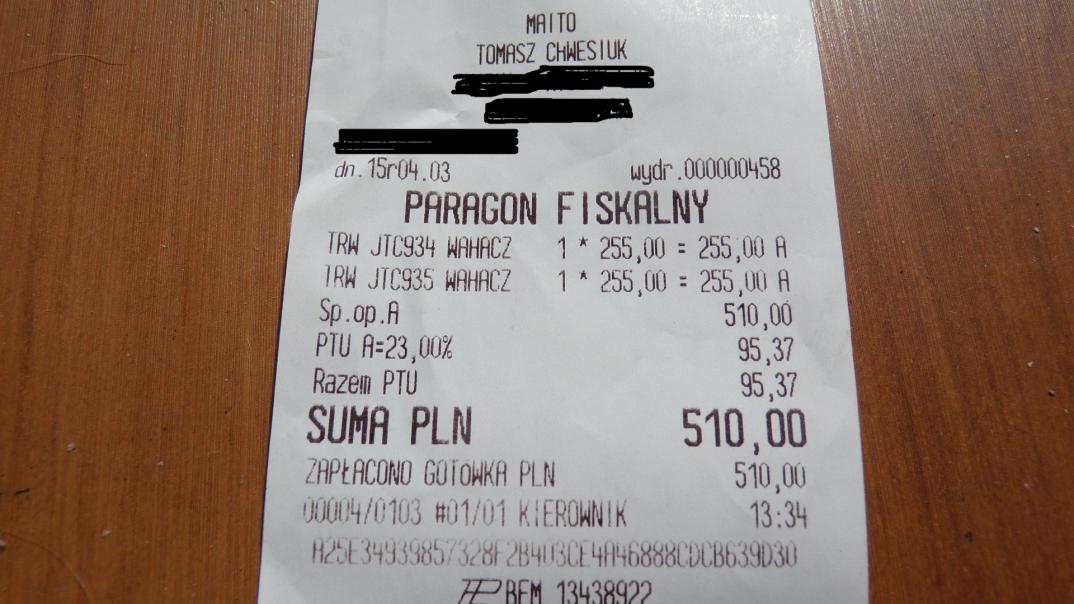 MAITO
TOMASZ CHWESIUK
dn.15r04.03 wydr.000000458
PARAGON FISKALNY
TRW JTC934 WAHACZ 1 * 255,00 = 255,00 A
TRW JTC935 WAHACZ 1 * 255,00 = 255,00 A
Sp.op.A 510,00
PTU A=23,00% 95,37
Razem PTU 95,37
SUMA PLN 510,00
ZAPŁACONO GOTÓWKA PLN 510,00
00004/0103 #01/01 KIEROWNIK 13:34
A25E34939857328F2B403CE4A46888CDCB639D30
BFM 13438922